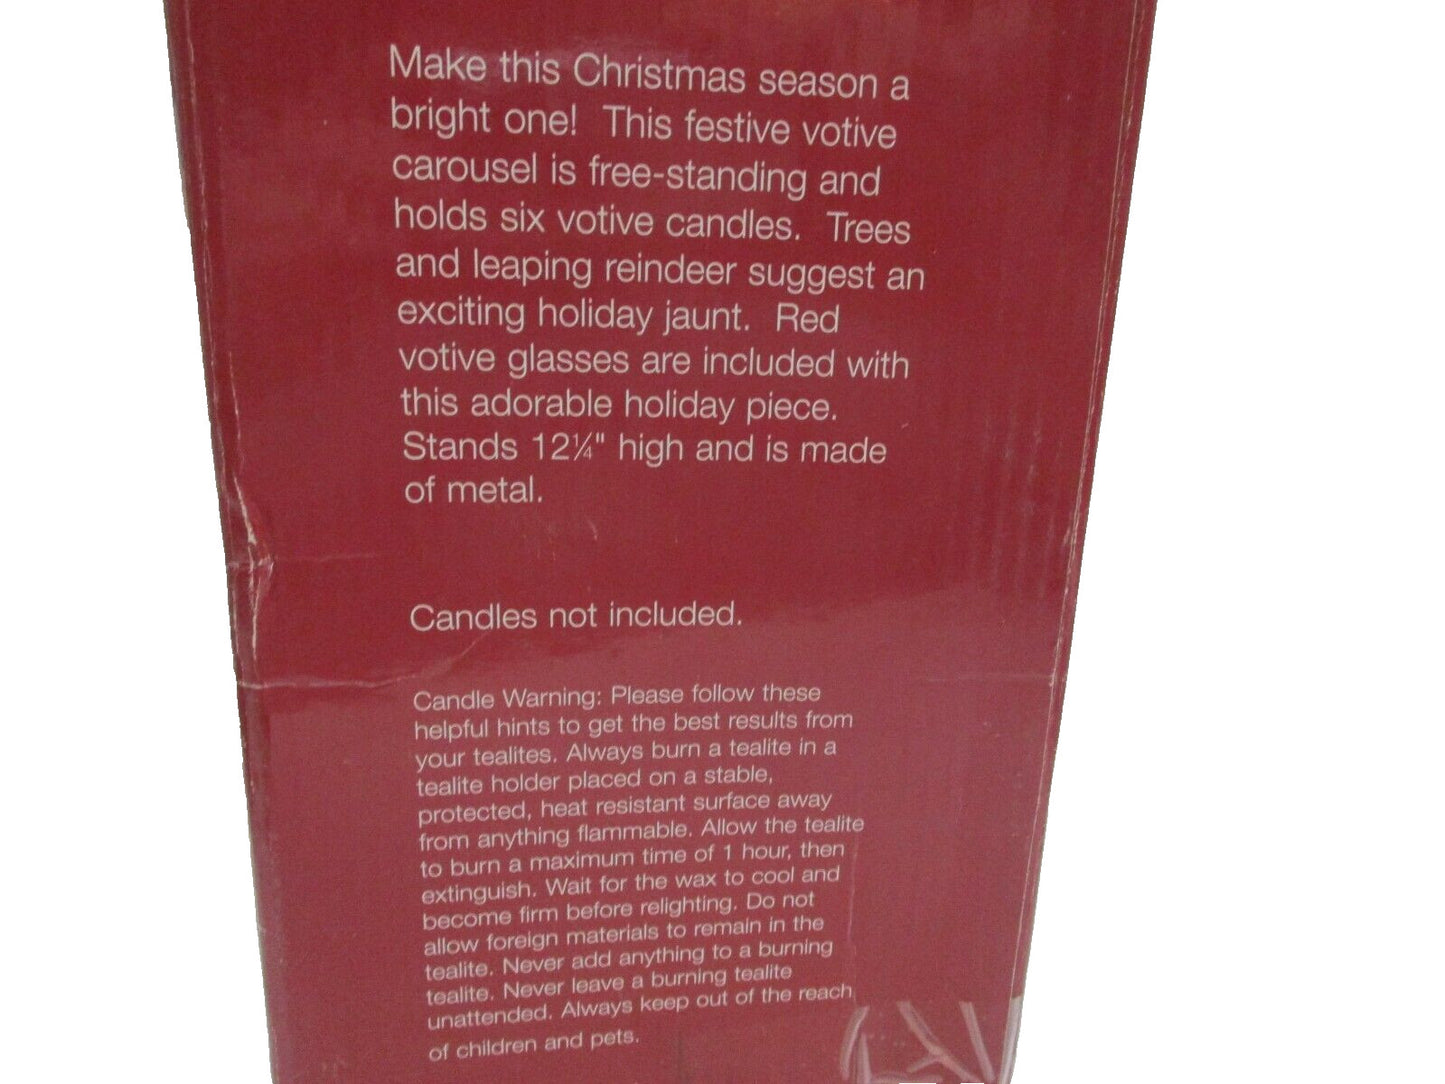 Make this Christmas season a
bright one!  This festive votive
carousel is free-standing and
holds six votive candles.  Trees
and leaping reindeer suggest an
exciting holiday jaunt.  Red
votive glasses are included with
this adorable holiday piece.
Stands 12¼" high and is made
of metal.
Candles not included.
Candle Warning: Please follow these
helpful hints to get the best results from
your tealites. Always burn a tealite in a
tealite holder placed on a stable,
protected, heat resistant surface away
from anything flammable. Allow the tealite
to burn a maximum time of 1 hour, then
extinguish. Wait for the wax to cool and
become firm before relighting. Do not
allow foreign materials to remain in the
tealite. Never add anything to a burning
tealite. Never leave a burning tealite
unattended. Always keep out of the reach
of children and pets.